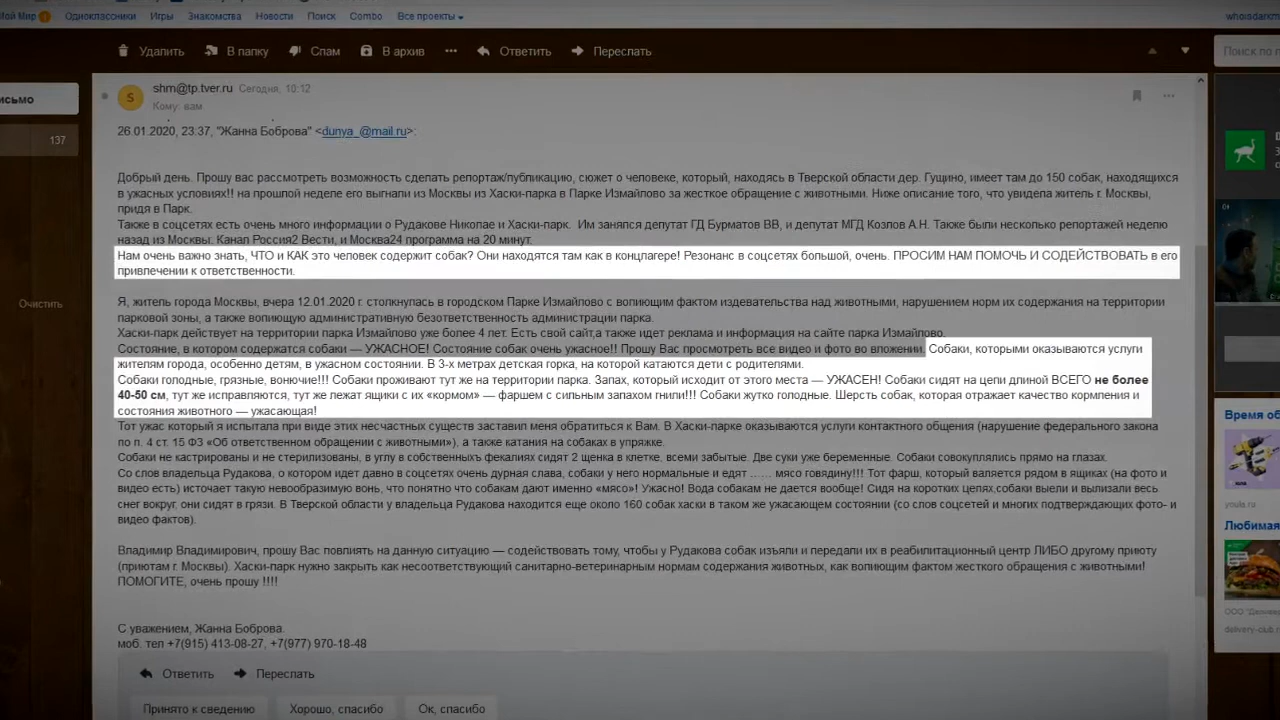 Мой Мир 1 Одноклассники Игры Знакомства Новости Поиск Combo Все проекты
Удалить В папку Спам В архив ... Ответить Переслать
Поиск по
письмо
137
Очистить
S
shm@tp.tver.ru Сегодня, 10:12
Кому: вам
26.01.2020, 23:37, "Жанна Боброва" <dunya_@mail.ru>:
Добрый день. Прошу вас рассмотреть возможность сделать репортаж/публикацию, сюжет о человеке, который, находясь в Тверской области дер. Гущино, имеет там до 150 собак, находящихся
в ужасных условиях!! на прошлой неделе его выгнали из Москвы из Хаски-парка в Парке Измайлово за жесткое обращение с животными. Ниже описание того, что увидела житель г. Москвы,
придя в Парк.
Также в соцсетях есть очень много информации о Рудакове Николае и Хаски-парк. Им занялся депутат ГД Бурматов ВВ, и депутат МГД Козлов А.Н. Также были несколько репортажей неделю
назад из Москвы: Канал Россия2 Вести, и Москва24 программа на 20 минут.
Нам очень важно знать, ЧТО и КАК это человек содержит собак? Они находятся там как в концлагере! Резонанс в соцсетях большой, очень. ПРОСИМ НАМ ПОМОЧЬ И СОДЕЙСТВОВАТЬ в его
привлечении к ответственности.
Я, житель города Москвы, вчера 12.01.2020 г. столкнулась в городском Парке Измайлово с вопиющим фактом издевательства над животными, нарушением норм их содержания на территории
парковой зоны, а также вопиющую административную безответственность администрации парка.
Хаски-парк действует на территории парка Измайлово уже более 4 лет. Есть свой сайт,а также идет реклама и информация на сайте парка Измайлово.
Состояние, в котором содержатся собаки — УЖАСНОЕ! Состояние собак очень ужасное!! Прошу Вас просмотреть все видео и фото во вложении. Собаки, которыми оказываются услуги
жителям города, особенно детям, в ужасном состоянии. В 3-х метрах детская горка, на которой катаются дети с родителями.
Собаки голодные, грязные, вонючие!!! Собаки проживают тут же на территории парка. Запах, который исходит от этого места — УЖАСЕН! Собаки сидят на цепи длиной ВСЕГО не более
40-50 см, тут же исправляются, тут же лежат ящики с их «кормом» — фаршем с сильным запахом гнили!!! Собаки жутко голодные. Шерсть собак, которая отражает качество кормления и
состояния животного — ужасающая!
Тот ужас который я испытала при виде этих несчастных существ заставил меня обратиться к Вам. В Хаски-парке оказываются услуги контактного общения (нарушение федерального закона
по п. 4 ст. 15 ФЗ «Об ответственном обращении с животными»), а также катания на собаках в упряжке.
Собаки не кастрированы и не стерилизованы, в углу в собственныхъ фекалиях сидят 2 щенка в клетке, всеми забытые. Две суки уже беременные. Собаки совокуплялись прямо на глазах.
Со слов владельца Рудакова, о котором идет давно в соцсетях очень дурная слава, собаки у него нормальные и едят …… мясо говядину!!! Тот фарш, который валяется рядом в ящиках (на фото и
видео есть) источает такую невообразимую вонь, что понятно что собакам дают именно «мясо»! Ужасно! Вода собакам не дается вообще! Сидя на коротких цепях,собаки выели и вылизали весь
снег вокруг, они сидят в грязи. В Тверской области у владельца Рудакова находится еще около 160 собак хаски в таком же ужасающем состоянии (со слов соцсетей и многих подтверждающих фото- и
видео фактов).
Владимир Владимирович, прошу Вас повлиять на данную ситуацию — содействовать тому, чтобы у Рудакова собак изъяли и передали их в реабилитационный центр ЛИБО другому приюту
(приютам г. Москвы). Хаски-парк нужно закрыть как несоответствующий санитарно-ветеринарным нормам содержания животных, как вопиющим фактом жесткого обращения с животными!
ПОМОГИТЕ, очень прошу !!!!
С уважением, Жанна Боброва.
моб. тел +7(915) 413-08-27, +7(977) 970-18-48
Ответить Переслать
Принято к сведению Хорошо, спасибо Ок, спасибо
Время об
ymuls.ru
Любимая
delivery-club.ru